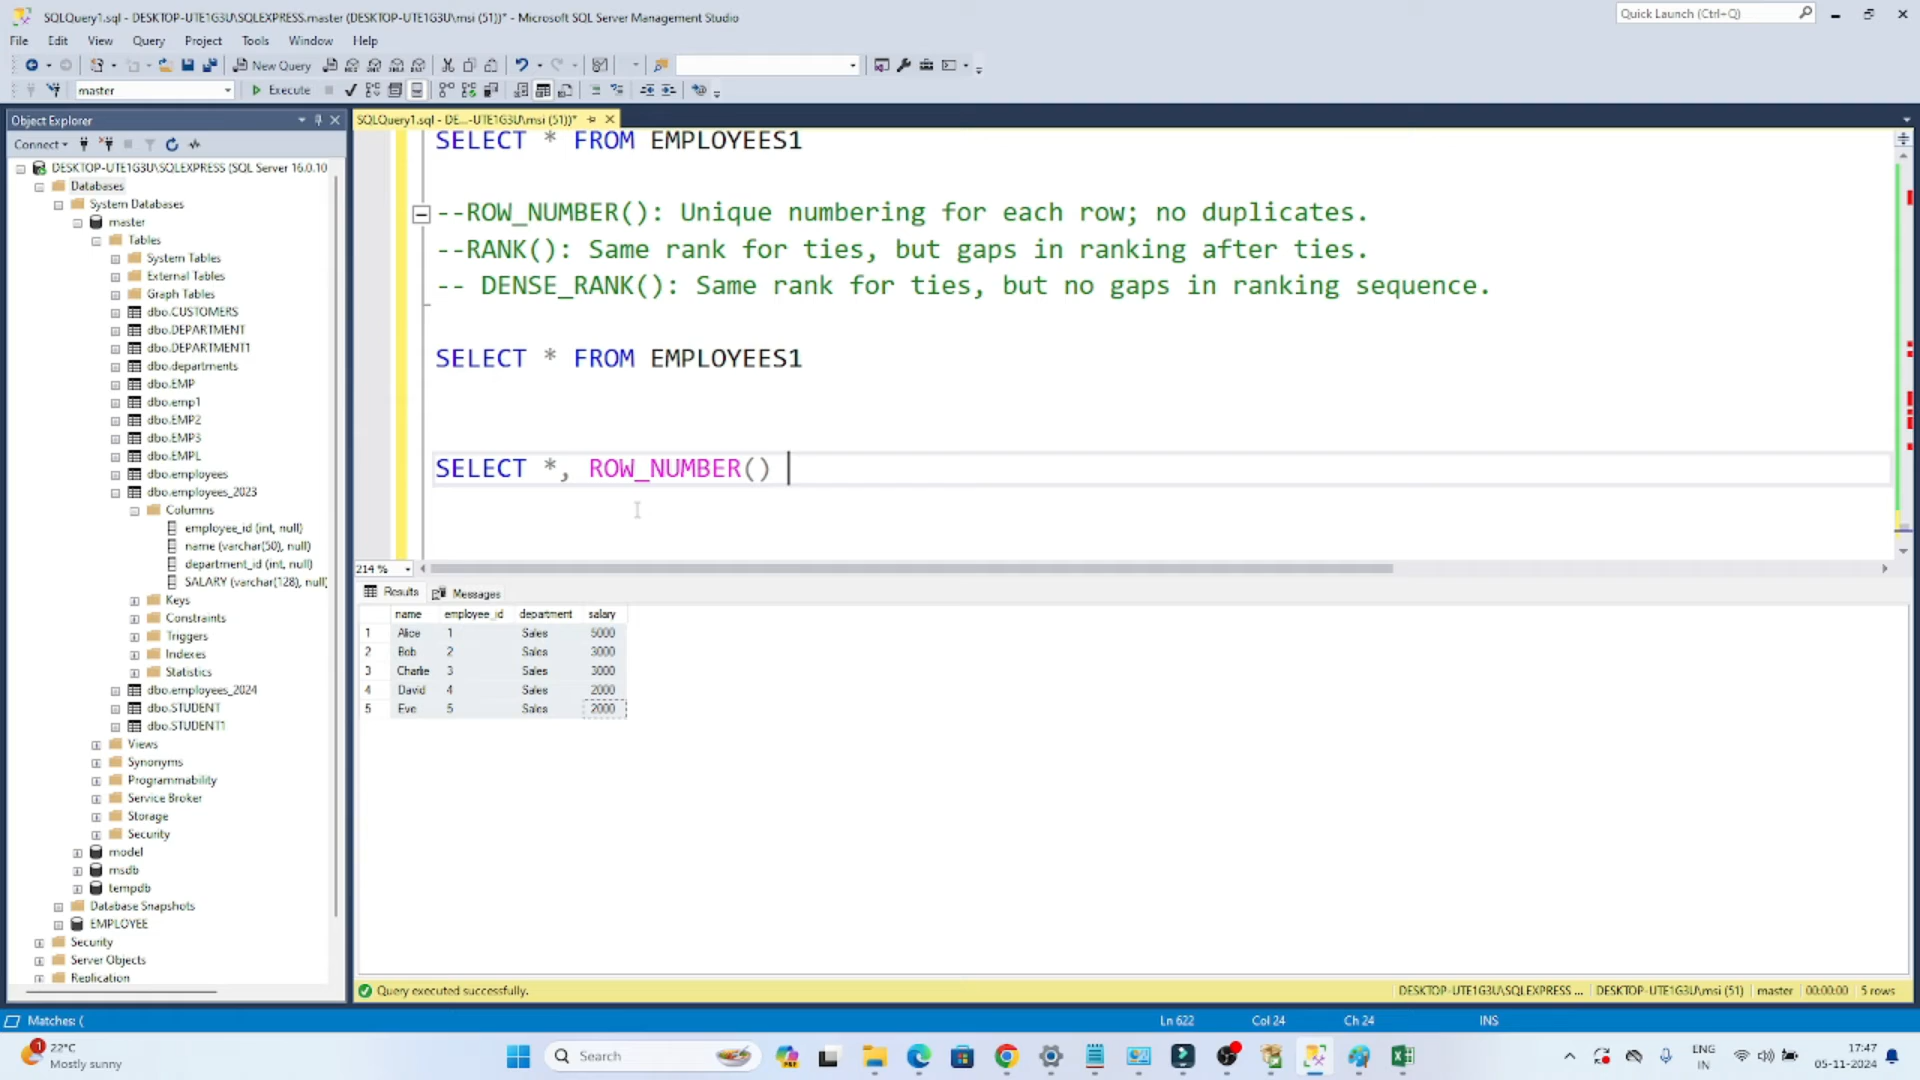 SQLQuery1.sql - DESKTOP-UTE1G3U\SQLEXPRESS.master (DESKTOP-UTE1G3U\msi (51))* - Microsoft SQL Server Management Studio
Quick Launch (Ctrl+Q)
File Edit View Query Project Tools Window Help
New Query
master
Execute
Object Explorer
SQLQuery1.sql - DE...-UTE1G3U\msi (51))*
Connect
DESKTOP-UTE1G3U\SQLEXPRESS (SQL Server 16.0.10
Databases
System Databases
master
Tables
System Tables
External Tables
Graph Tables
dbo.CUSTOMERS
dbo.DEPARTMENT
dbo.DEPARTMENT1
dbo.departments
dbo.EMP
dbo.emp1
dbo.EMP2
dbo.EMP3
dbo.EMPL
dbo.employees
dbo.employees_2023
Columns
employee_id (int, null)
name (varchar(50), null)
department_id (int, null)
SALARY (varchar(128), null)
Keys
Constraints
Triggers
Indexes
Statistics
dbo.employees_2024
dbo.STUDENT
dbo.STUDENT1
Views
Synonyms
Programmability
Service Broker
Storage
Security
model
msdb
tempdb
Database Snapshots
EMPLOYEE
Security
Server Objects
Replication
SELECT * FROM EMPLOYEES1
--ROW_NUMBER(): Unique numbering for each row; no duplicates.
--RANK(): Same rank for ties, but gaps in ranking after ties.
-- DENSE_RANK(): Same rank for ties, but no gaps in ranking sequence.
SELECT * FROM EMPLOYEES1
SELECT *, ROW_NUMBER()
214 %
Results Messages
name employee_id department salary
1 Alice 1 Sales 5000
2 Bob 2 Sales 3000
3 Charlie 3 Sales 3000
4 David 4 Sales 2000
5 Eve 5 Sales 2000
Query executed successfully.
DESKTOP-UTE1G3U\SQLEXPRESS ... DESKTOP-UTE1G3U\msi (51) master 00:00:00 5 rows
Matches: (
Ln 622 Col 24 Ch 24 INS
1
22°C
Mostly sunny
Search
ENG
IN
17:47
05-11-2024